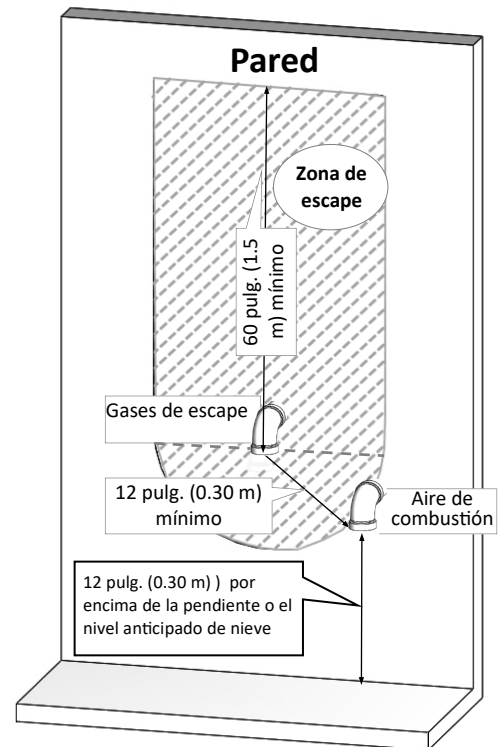 Pared
Zona de
escape
60 pulg. (1.5
m) mínimo
Gases de escape
12 pulg. (0.30 m)
mínimo
Aire de
combustión
12 pulg. (0.30 m) ) por
encima de la pendiente o el
nivel anticipado de nieve